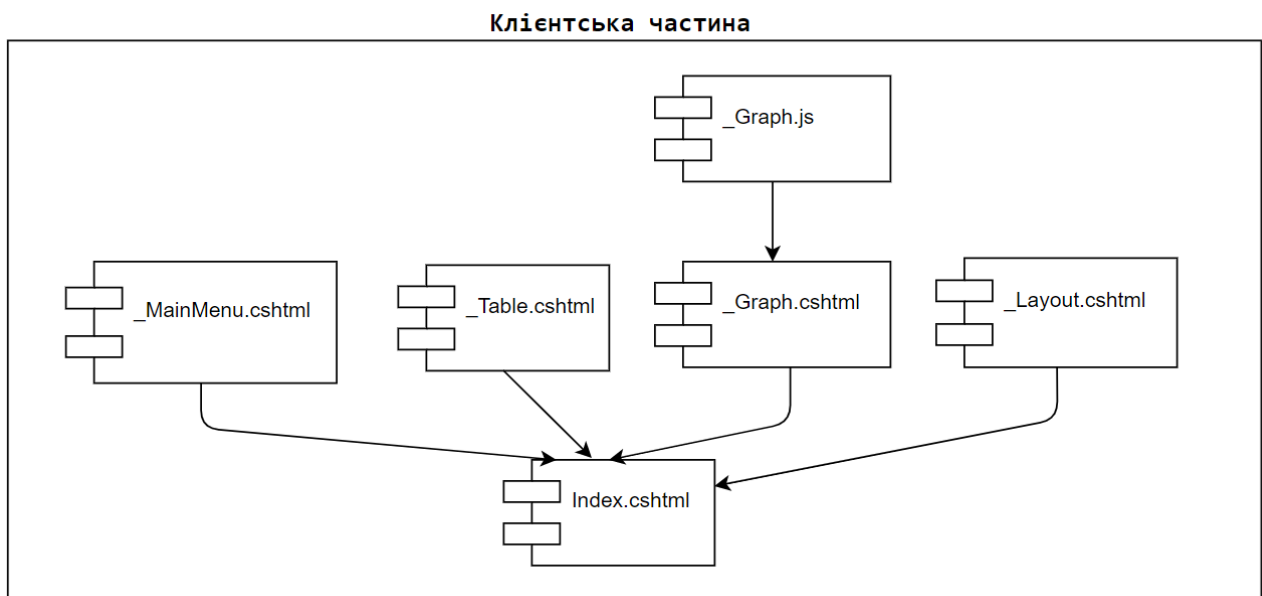 Клієнтська частина
_Graph.js
_MainMenu.cshtml
_Table.cshtml
_Graph.cshtml
_Layout.cshtml
Index.cshtml